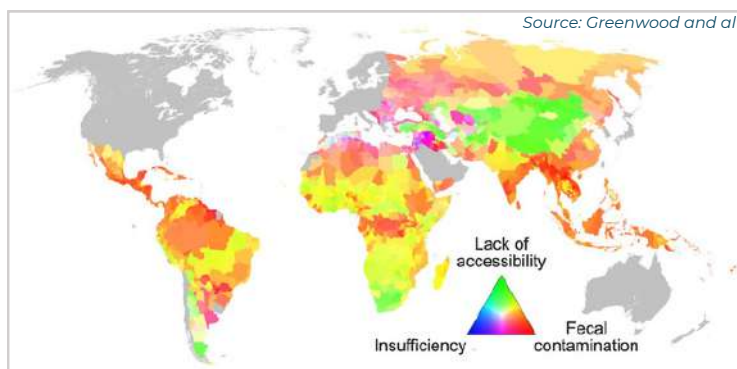 Source: Greenwood and al
Lack of
accessibility
Insufficiency
Fecal
contamination